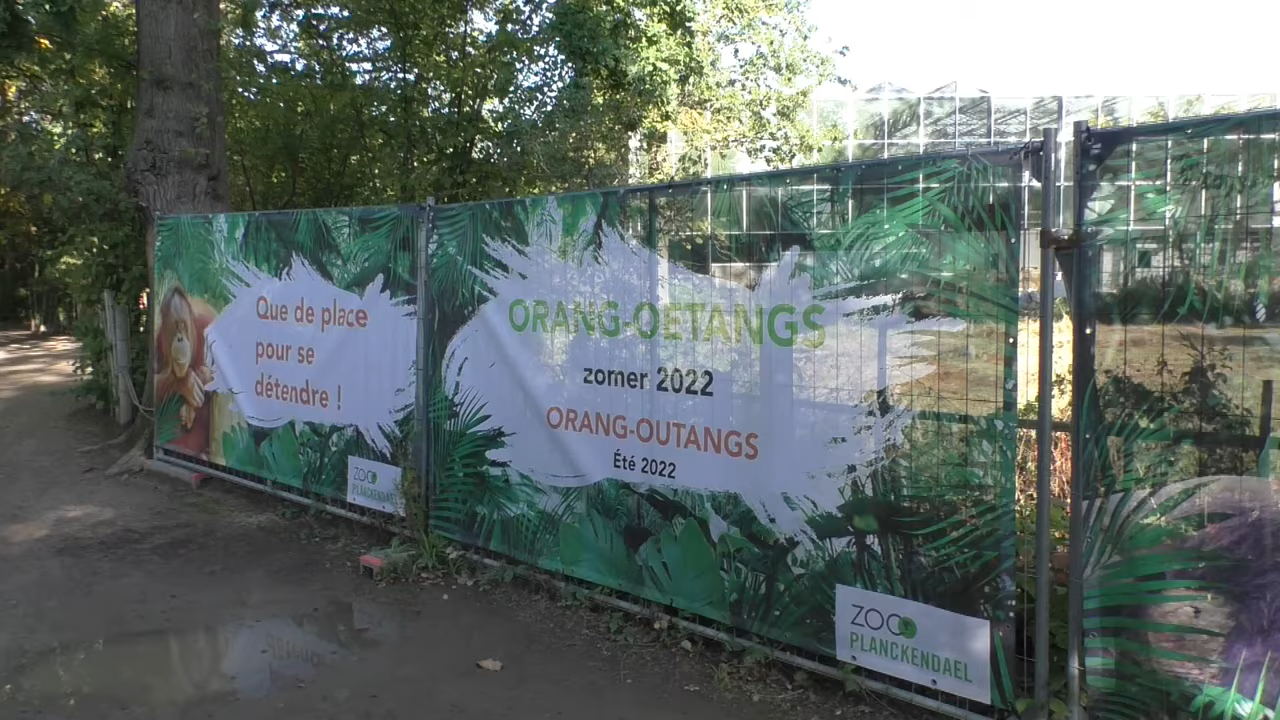 Que de place
pour se
détendre !
ZOO
PLANCKENDAEL
ORANG-OETANGS
zomer 2022
ORANG-OUTANGS
Été 2022
ZOO
PLANCKENDAEL